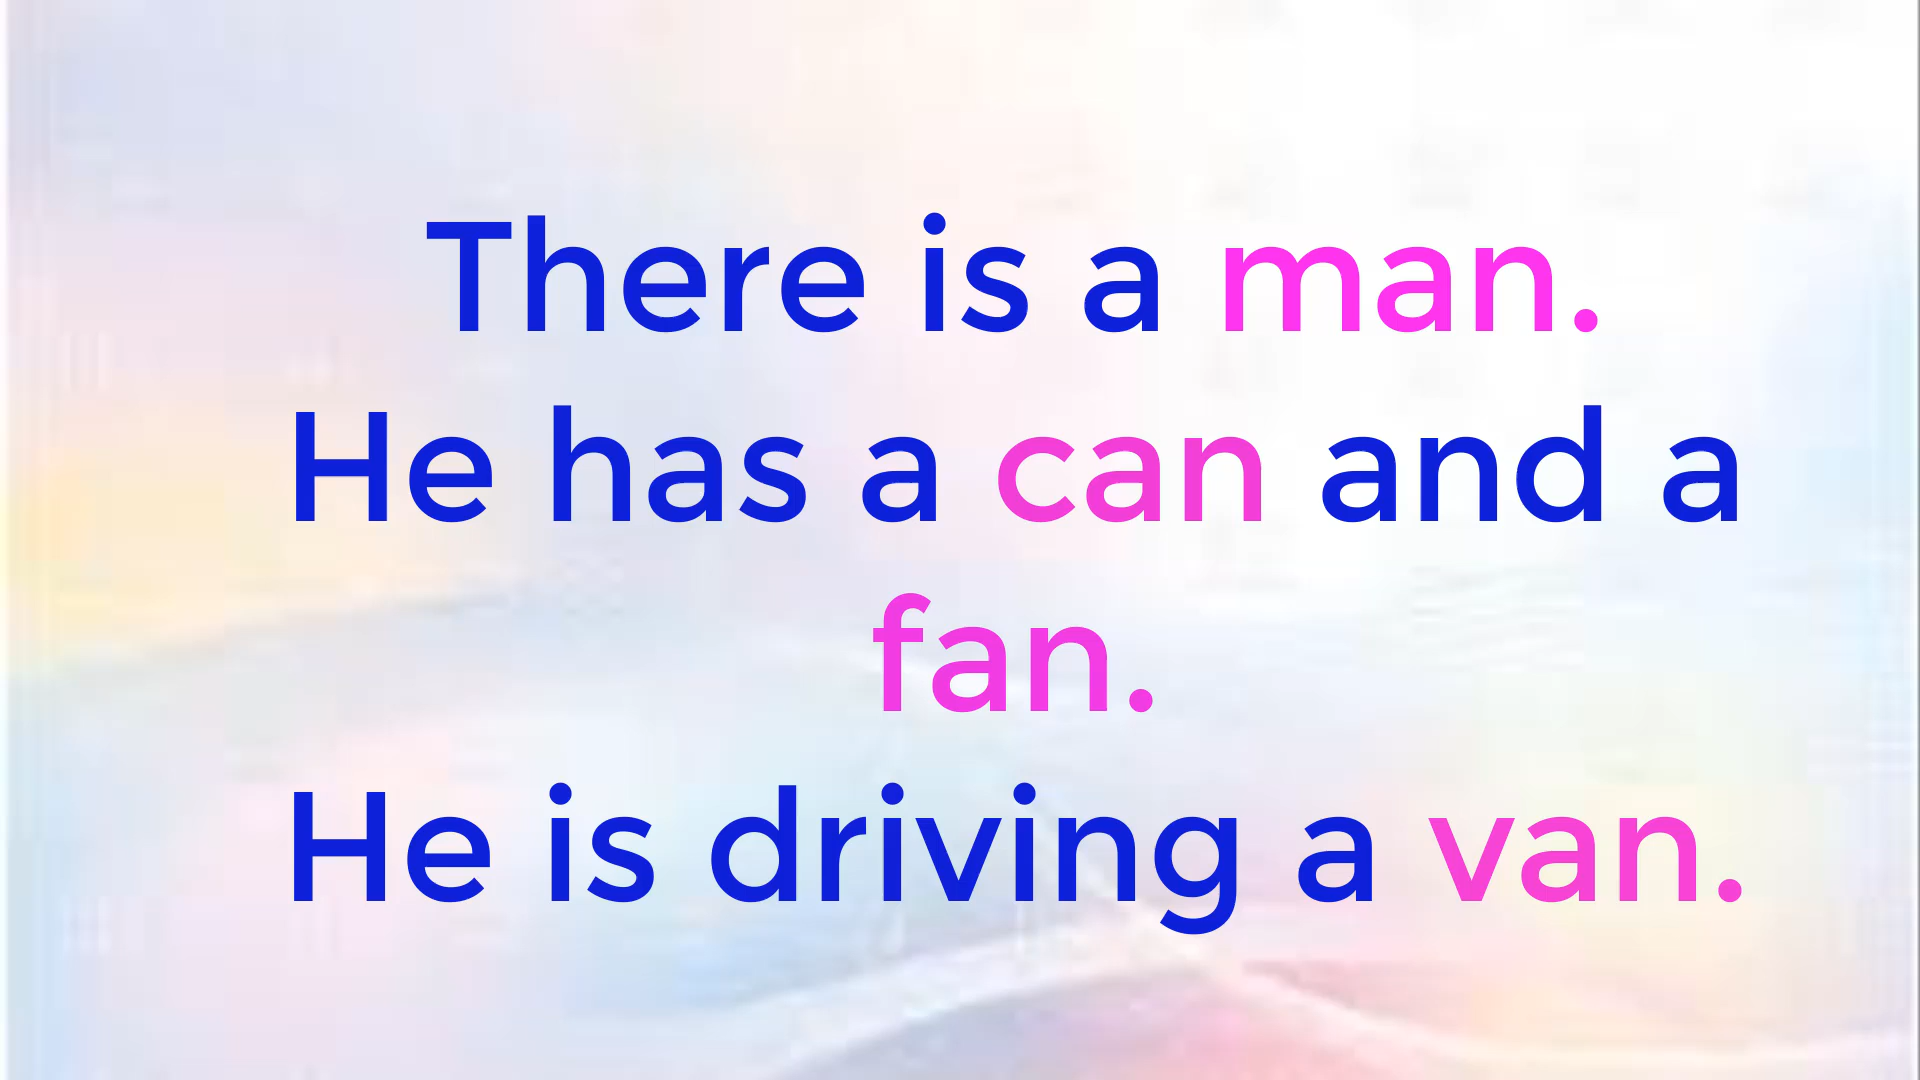 There is a man.
He has a can and a
fan.
He is driving a van.